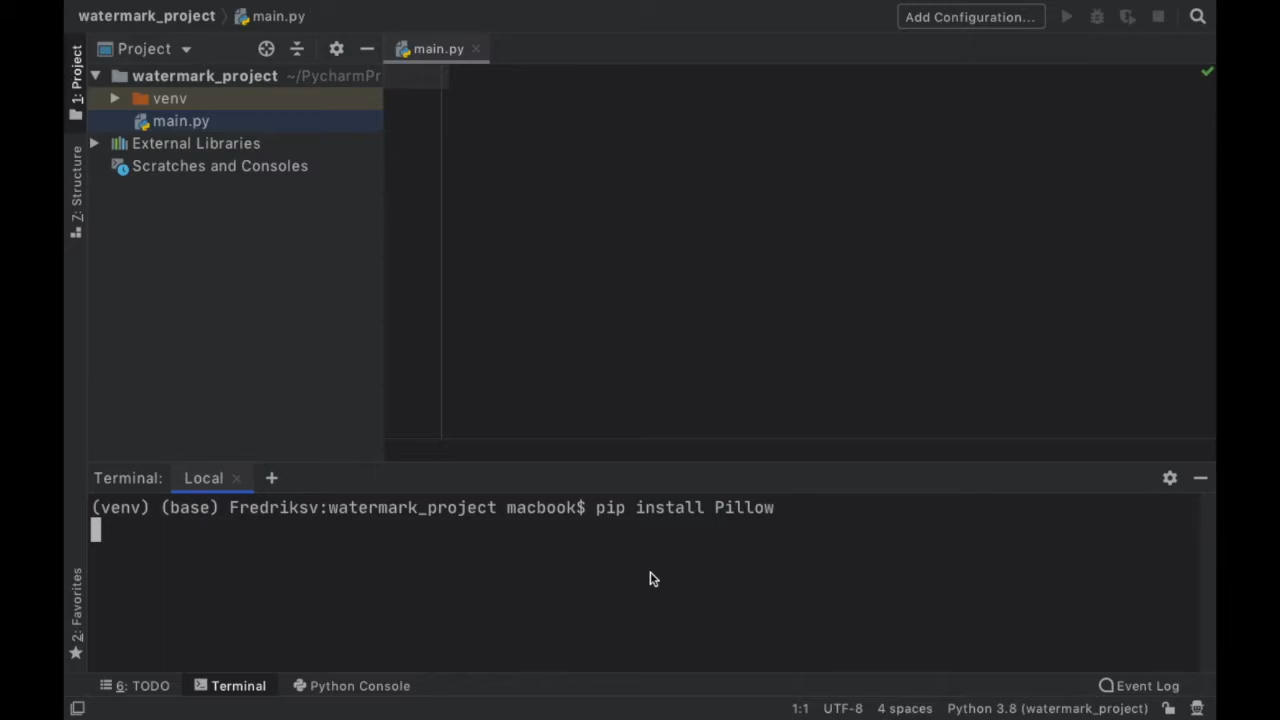 watermark_project
main.py
Add Configuration...
1: Project
7: Structure
2: Favorites
Project
main.py
watermark_project ~/PycharmPr
venv
main.py
External Libraries
Scratches and Consoles
Terminal:
Local
+
(venv) (base) Fredriksv:watermark_project macbook$ pip install Pillow
6: TODO
Terminal
Python Console
Event Log
1:1
UTF-8
4 spaces
Python 3.8 (watermark_project)